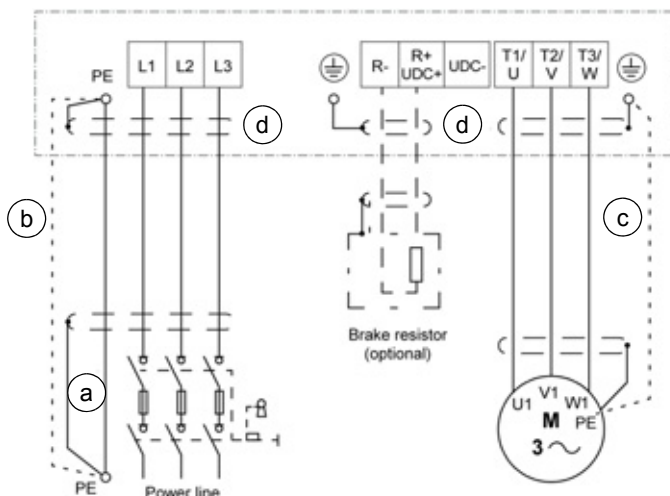 PE
L1 L2 L3
R- R+ UDC+ UDC-
T1/ U T2/ V T3/ W
d d
b c
Brake resistor
(optional)
a
U1 V1 W1
M PE
3
PE
Power line